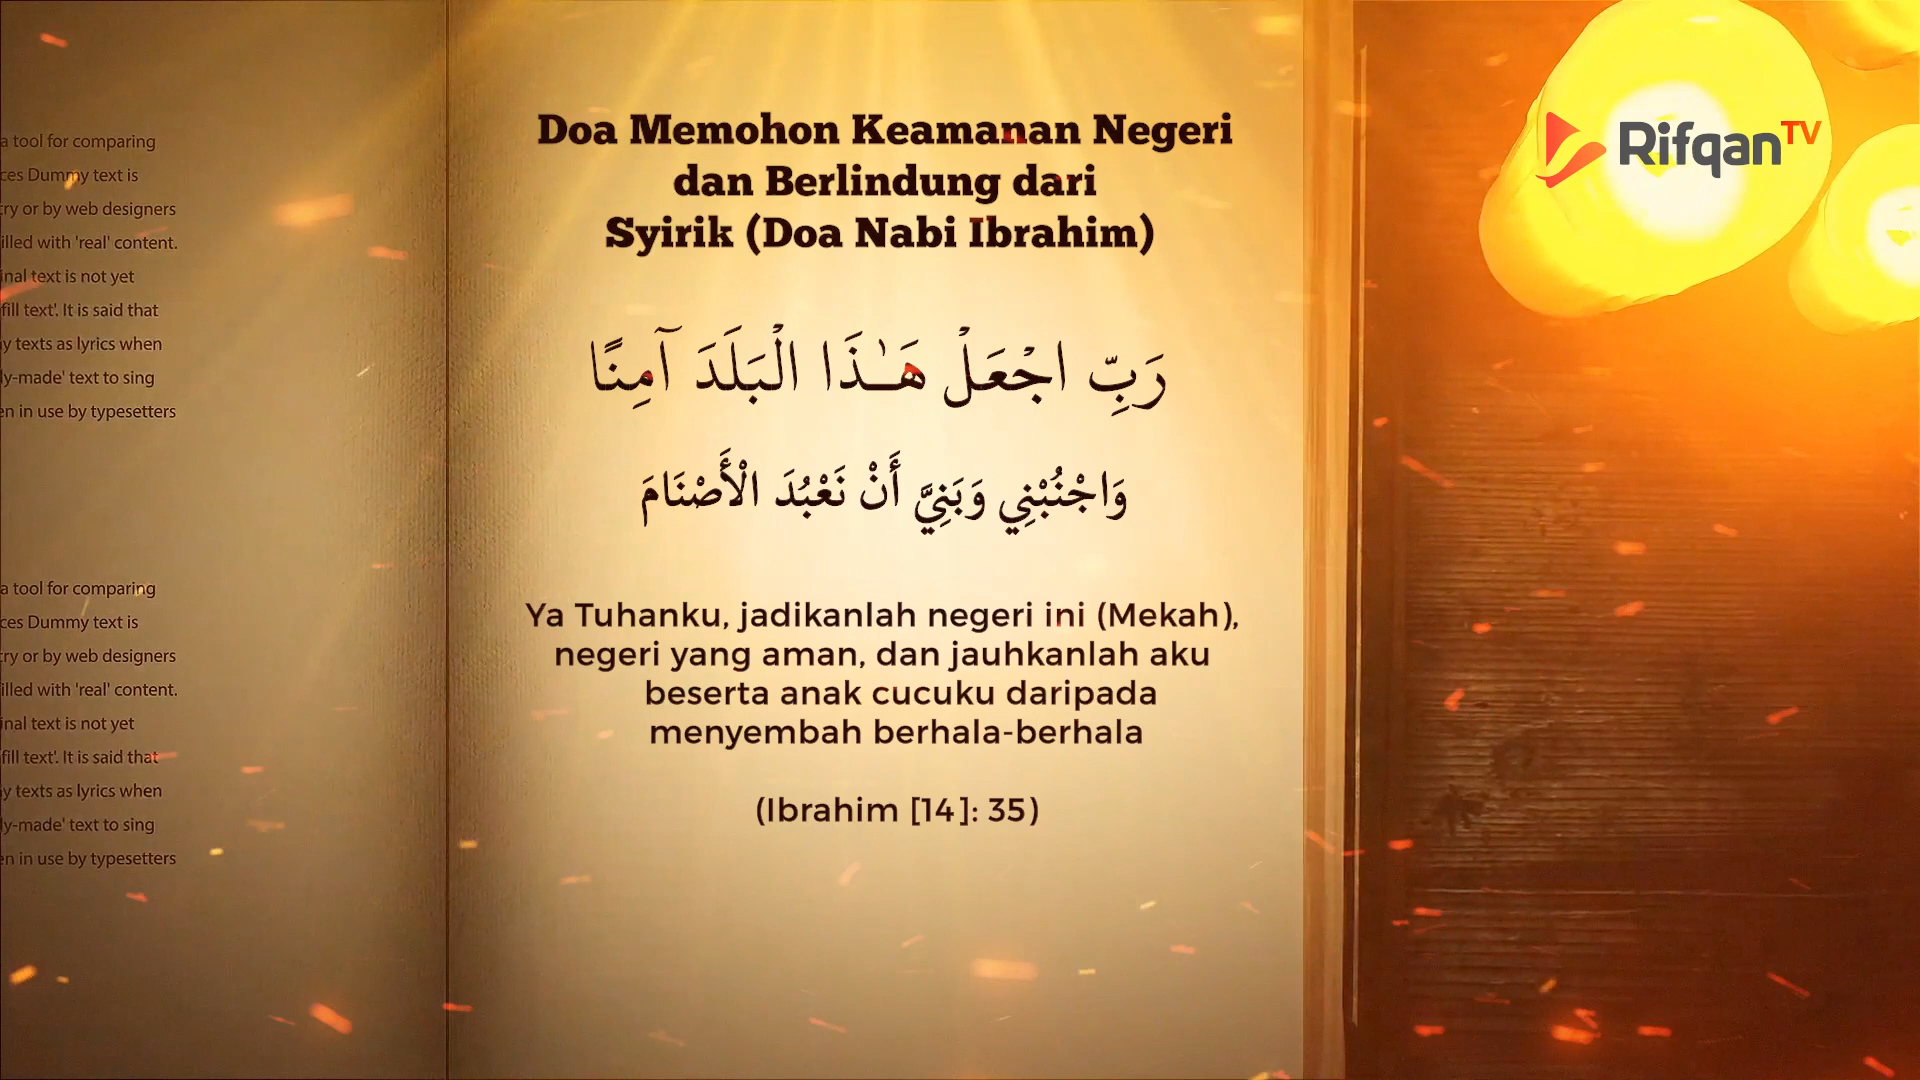 Doa Memohon Keamanan Negeri
dan Berlindung dari
Syirik (Doa Nabi Ibrahim)
رَبِّ اجْعَلْ هَـٰذَا الْبَلَدَ آمِنًا
وَاجْنُبْنِي وَبَنِيَّ أَنْ نَعْبُدَ الْأَصْنَامَ
Ya Tuhanku, jadikanlah negeri ini (Mekah),
negeri yang aman, dan jauhkanlah aku
beserta anak cucuku daripada
menyembah berhala-berhala
(Ibrahim [14]: 35)
RifqanTV
a tool for comparing
ces Dummy text is
try or by web designers
illed with 'real' content.
inal text is not yet
fill text'. It is said that
y texts as lyrics when
ly-made' text to sing
en in use by typesetters
a tool for comparing
ces Dummy text is
try or by web designers
illed with 'real' content.
inal text is not yet
fill text'. It is said that
y texts as lyrics when
ly-made' text to sing
en in use by typesetters